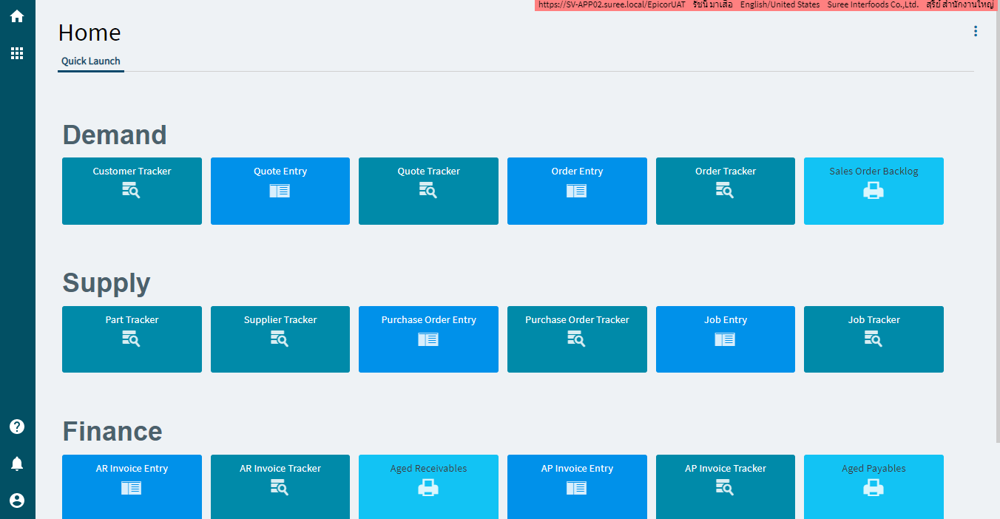 https://SV-APP02.suree.local/EpicorUAT รัชนี มาเสือ English/United States Suree Interfoods Co.,Ltd. สุรีย์ สำนักงานใหญ่
Home
Quick Launch
Demand
Customer Tracker Quote Entry Quote Tracker Order Entry Order Tracker Sales Order Backlog
Supply
Part Tracker Supplier Tracker Purchase Order Entry Purchase Order Tracker Job Entry Job Tracker
Finance
AR Invoice Entry AR Invoice Tracker Aged Receivables AP Invoice Entry AP Invoice Tracker Aged Payables